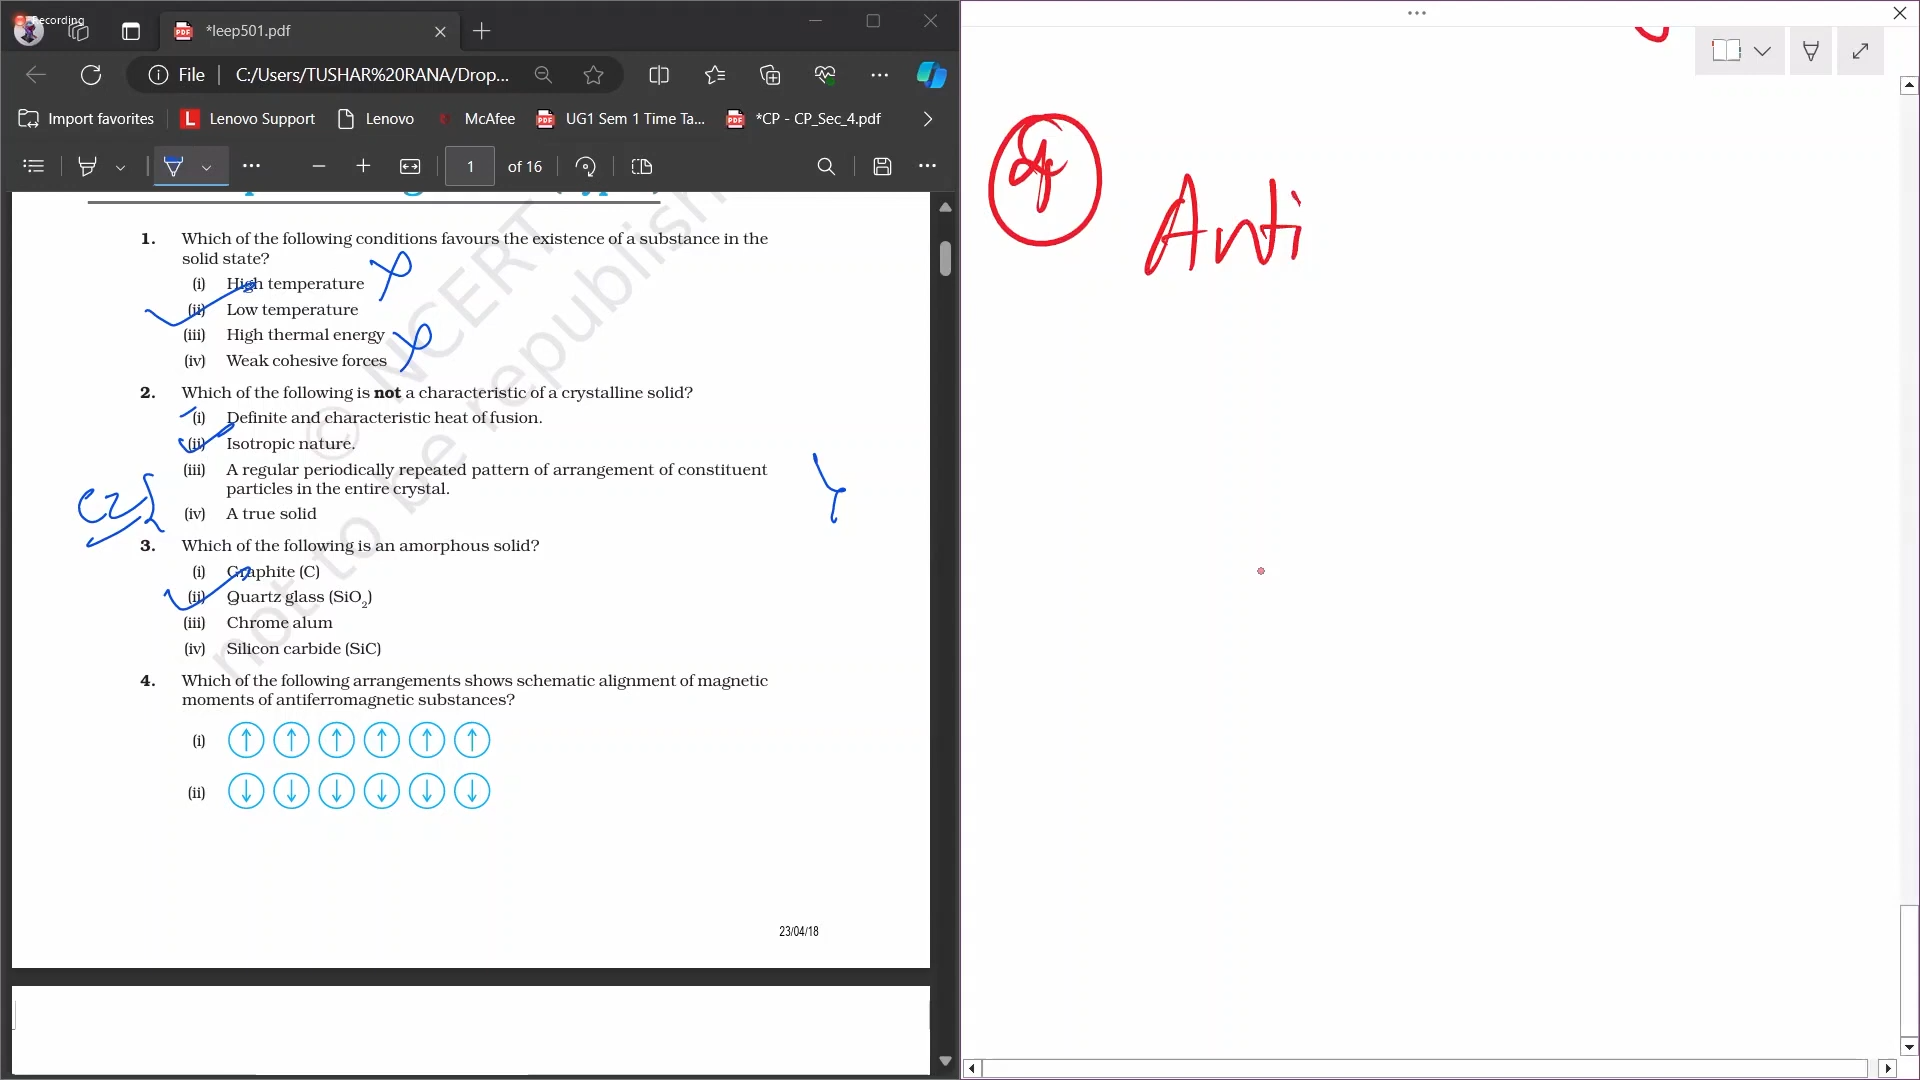 Recording
*leep501.pdf
File
C:/Users/TUSHAR%20RANA/Drop...
Import favorites
Lenovo Support
Lenovo
McAfee
UG1 Sem 1 Time Ta...
*CP - CP_Sec_4.pdf
1 of 16
1. Which of the following conditions favours the existence of a substance in the
solid state?
(i) High temperature
(ii) Low temperature
(iii) High thermal energy
(iv) Weak cohesive forces
2. Which of the following is not a characteristic of a crystalline solid?
(i) Definite and characteristic heat of fusion.
(ii) Isotropic nature.
(iii) A regular periodically repeated pattern of arrangement of constituent
particles in the entire crystal.
(iv) A true solid
3. Which of the following is an amorphous solid?
(i) Graphite (C)
(ii) Quartz glass (SiO2)
(iii) Chrome alum
(iv) Silicon carbide (SiC)
4. Which of the following arrangements shows schematic alignment of magnetic
moments of antiferromagnetic substances?
(i)
(ii)
23/04/18
© NCERT
not to be republish
Anti